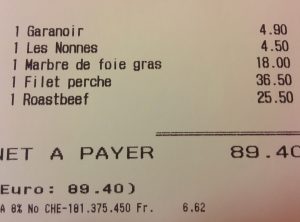 1 Garanoir 4.90
1 Les Nonnes 4.50
1 Marbre de foie gras 18.00
1 Filet perche 36.50
1 Roastbeef 25.50
NET A PAYER 89.40
Euro: 89.40)
A 8% No CHE-181.375.450 Fr. 6.62